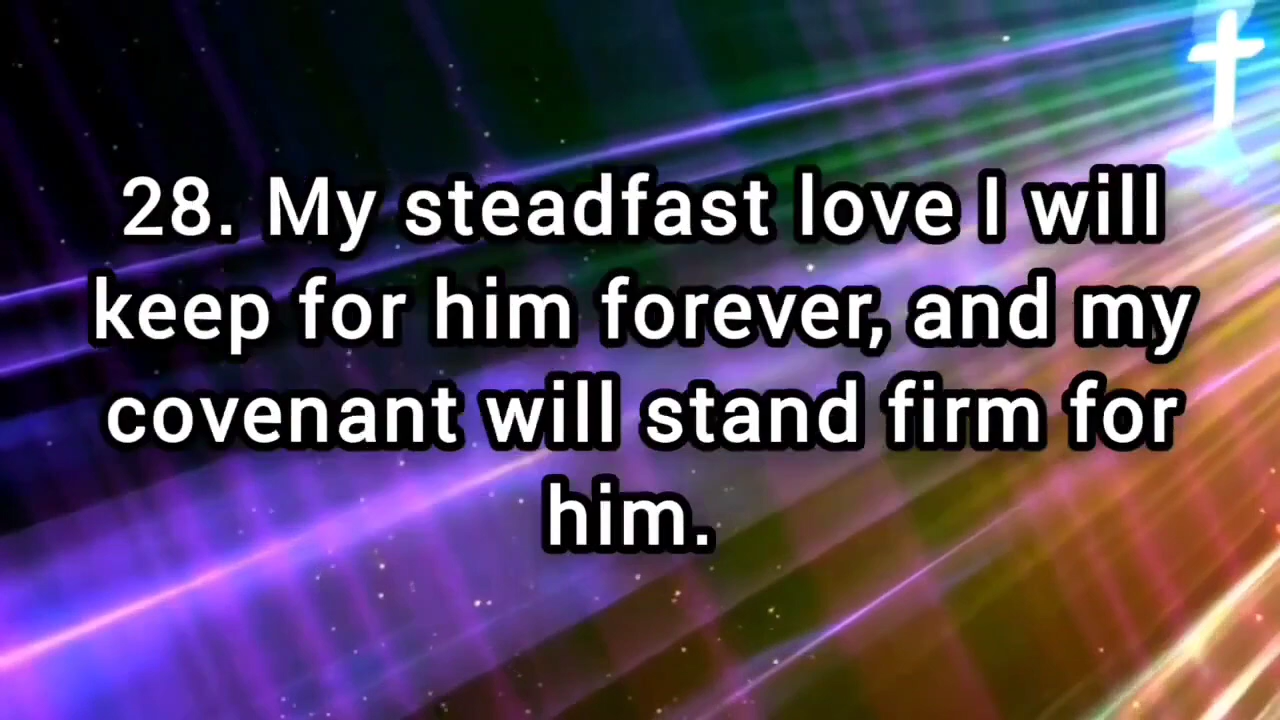 28. My steadfast love I will
keep for him forever, and my
covenant will stand firm for
him.